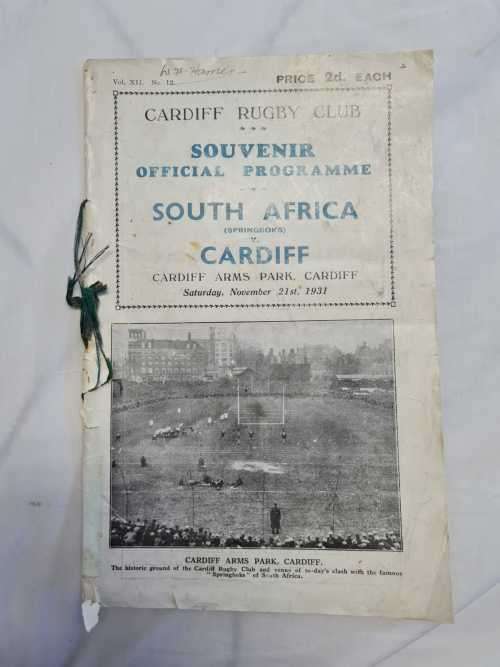 Vol. XII. No. 12. PRICE 2d. EACH
CARDIFF RUGBY CLUB
SOUVENIR
OFFICIAL PROGRAMME
SOUTH AFRICA
(SPRINGBOKS)
V.
CARDIFF
CARDIFF ARMS PARK, CARDIFF
Saturday, November 21st, 1931
CARDIFF ARMS PARK, CARDIFF.
The historic ground of the Cardiff Rugby Club and venue of to-day's clash with the famous
"Springboks" of South Africa.